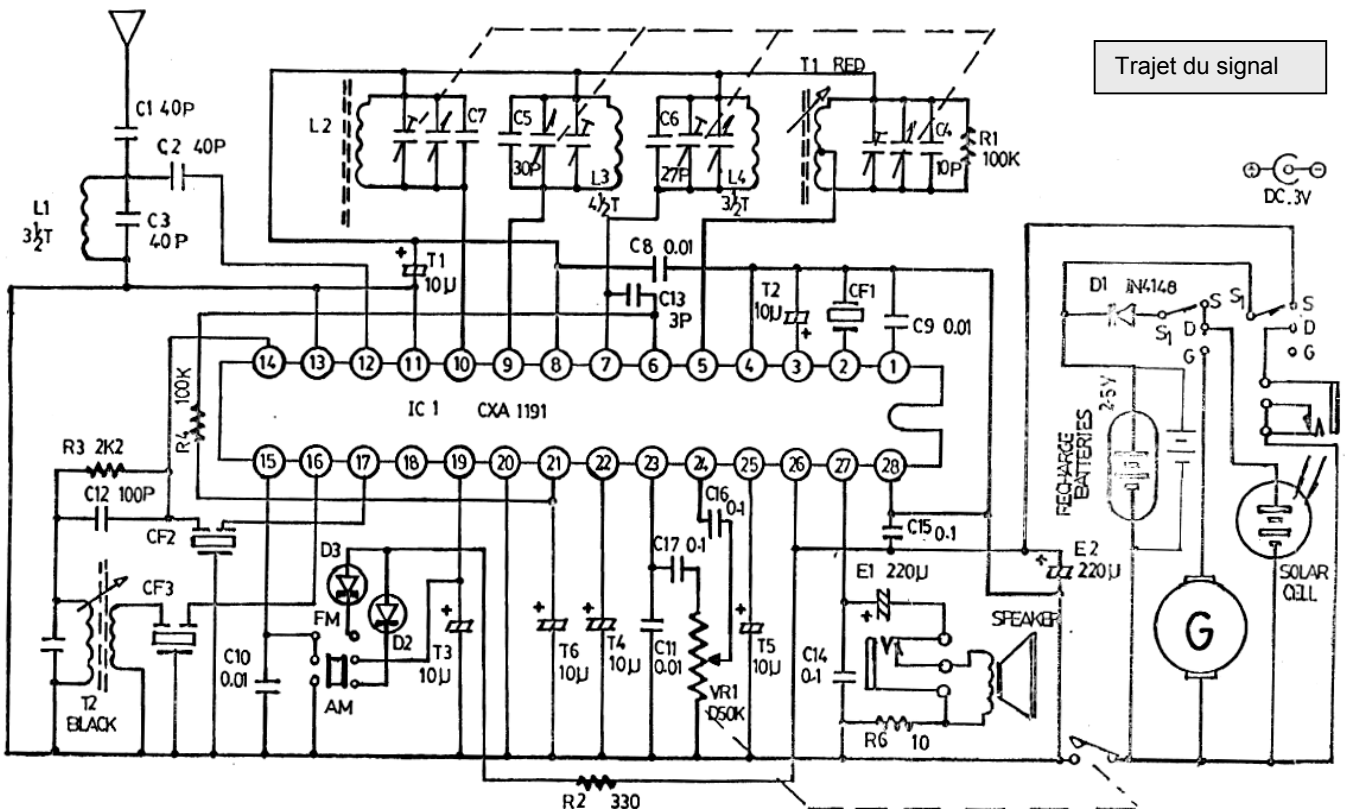 Trajet du signal
T1 RED
C1 40P
C2 40P
L1
3½T
C3
40P
L2
C7
C5
30P
L3
4½T
C6
27P
L4
3½T
C4
10P
R1
100K
DC.3V
+ T1
10µ
C8 0.01
C13
3P
T2
10µ
+
CF1
C9 0.01
D1 IN4148
S1
S
D
G
S1
S
D
G
14 13 12 11 10 9 8 7 6 5 4 3 2 1
IC 1 CXA 1191
15 16 17 18 19 20 21 22 23 24 25 26 27 28
R4 100K
R3 2K2
C12 100P
CF2
CF3
T2
BLACK
C10
0.01
D3
FM
D2
AM
+
T3
10µ
+
T6
10µ
+
T4
10µ
C11
0.01
C17 0.1
C16
0.1
VR1
D50K
+
T5
10µ
C15 0.1
E1 220µ
+
C14
0.1
R6 10
SPEAKER
+ E2
220µ
RECHARGE
BATTERIES
2.5V
G
SOLAR
CELL
R2 330